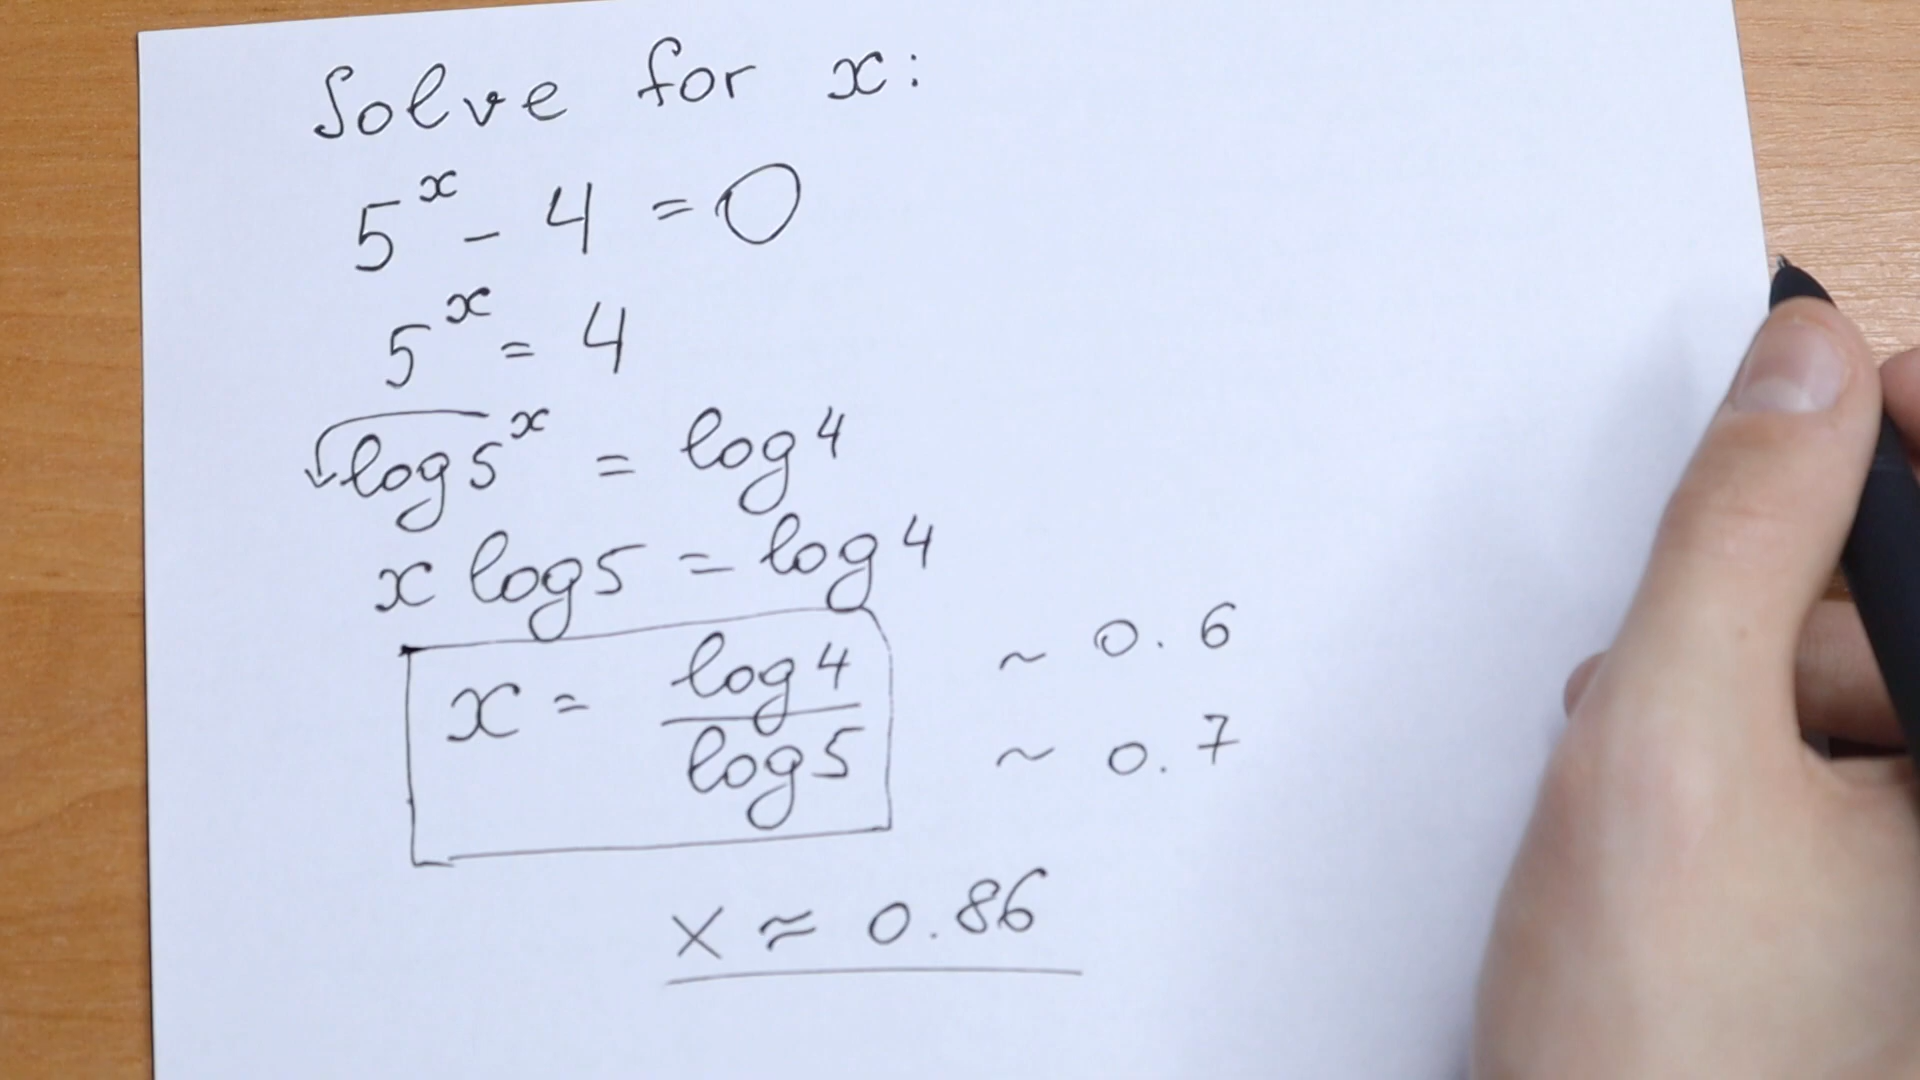 Solve for x:
5^x - 4 = 0
5^x = 4
log 5^x = log 4
x log 5 = log 4
x = log 4 / log 5
~ 0.6
~ 0.7
x ≈ 0.86